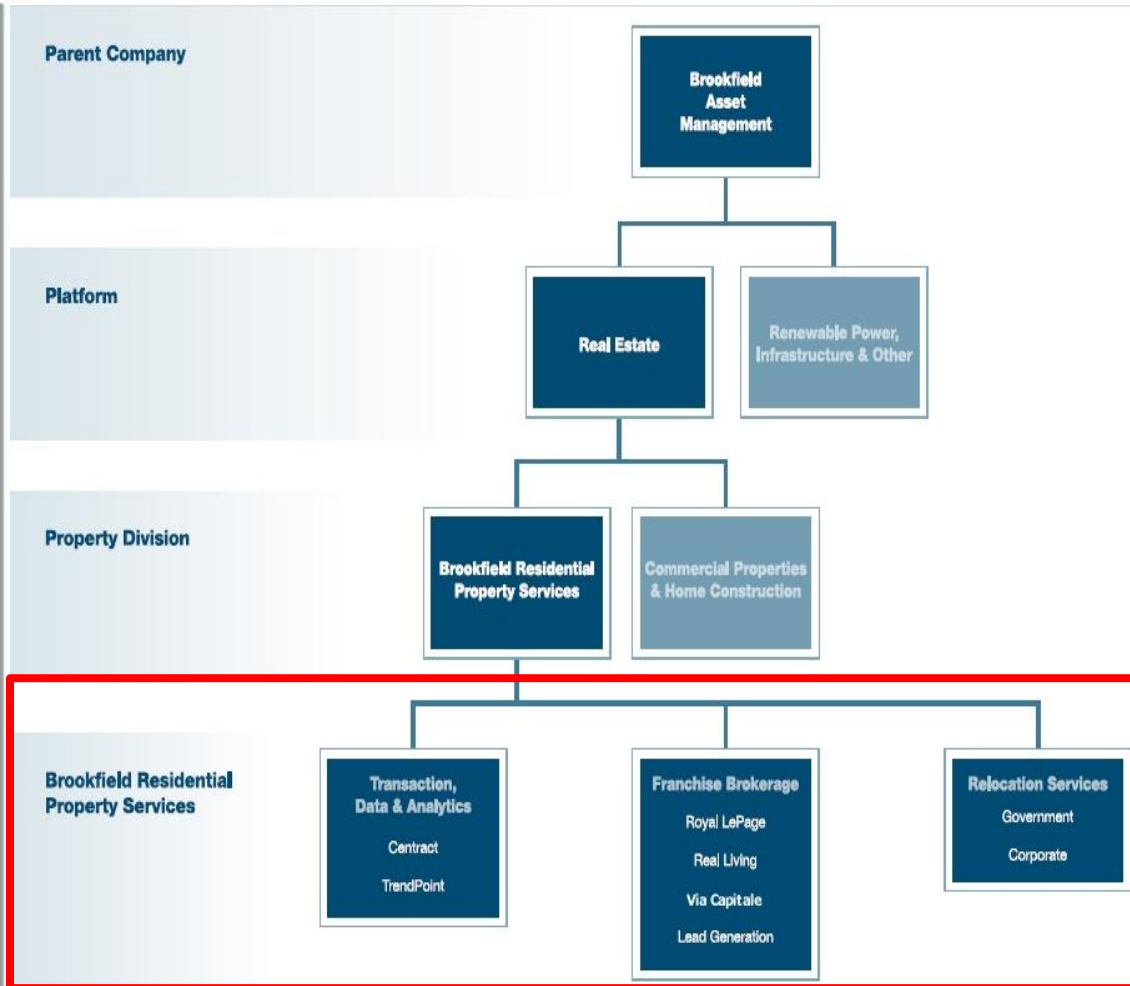 Parent Company
Brookfield
Asset
Management
Platform
Real Estate
Renewable Power,
Infrastructure & Other
Property Division
Brookfield Residential
Property Services
Commercial Properties
& Home Construction
Brookfield Residential
Property Services
Transaction,
Data & Analytics
Centract
TrendPoint
Franchise Brokerage
Royal LePage
Real Living
Via Capitale
Lead Generation
Relocation Services
Government
Corporate